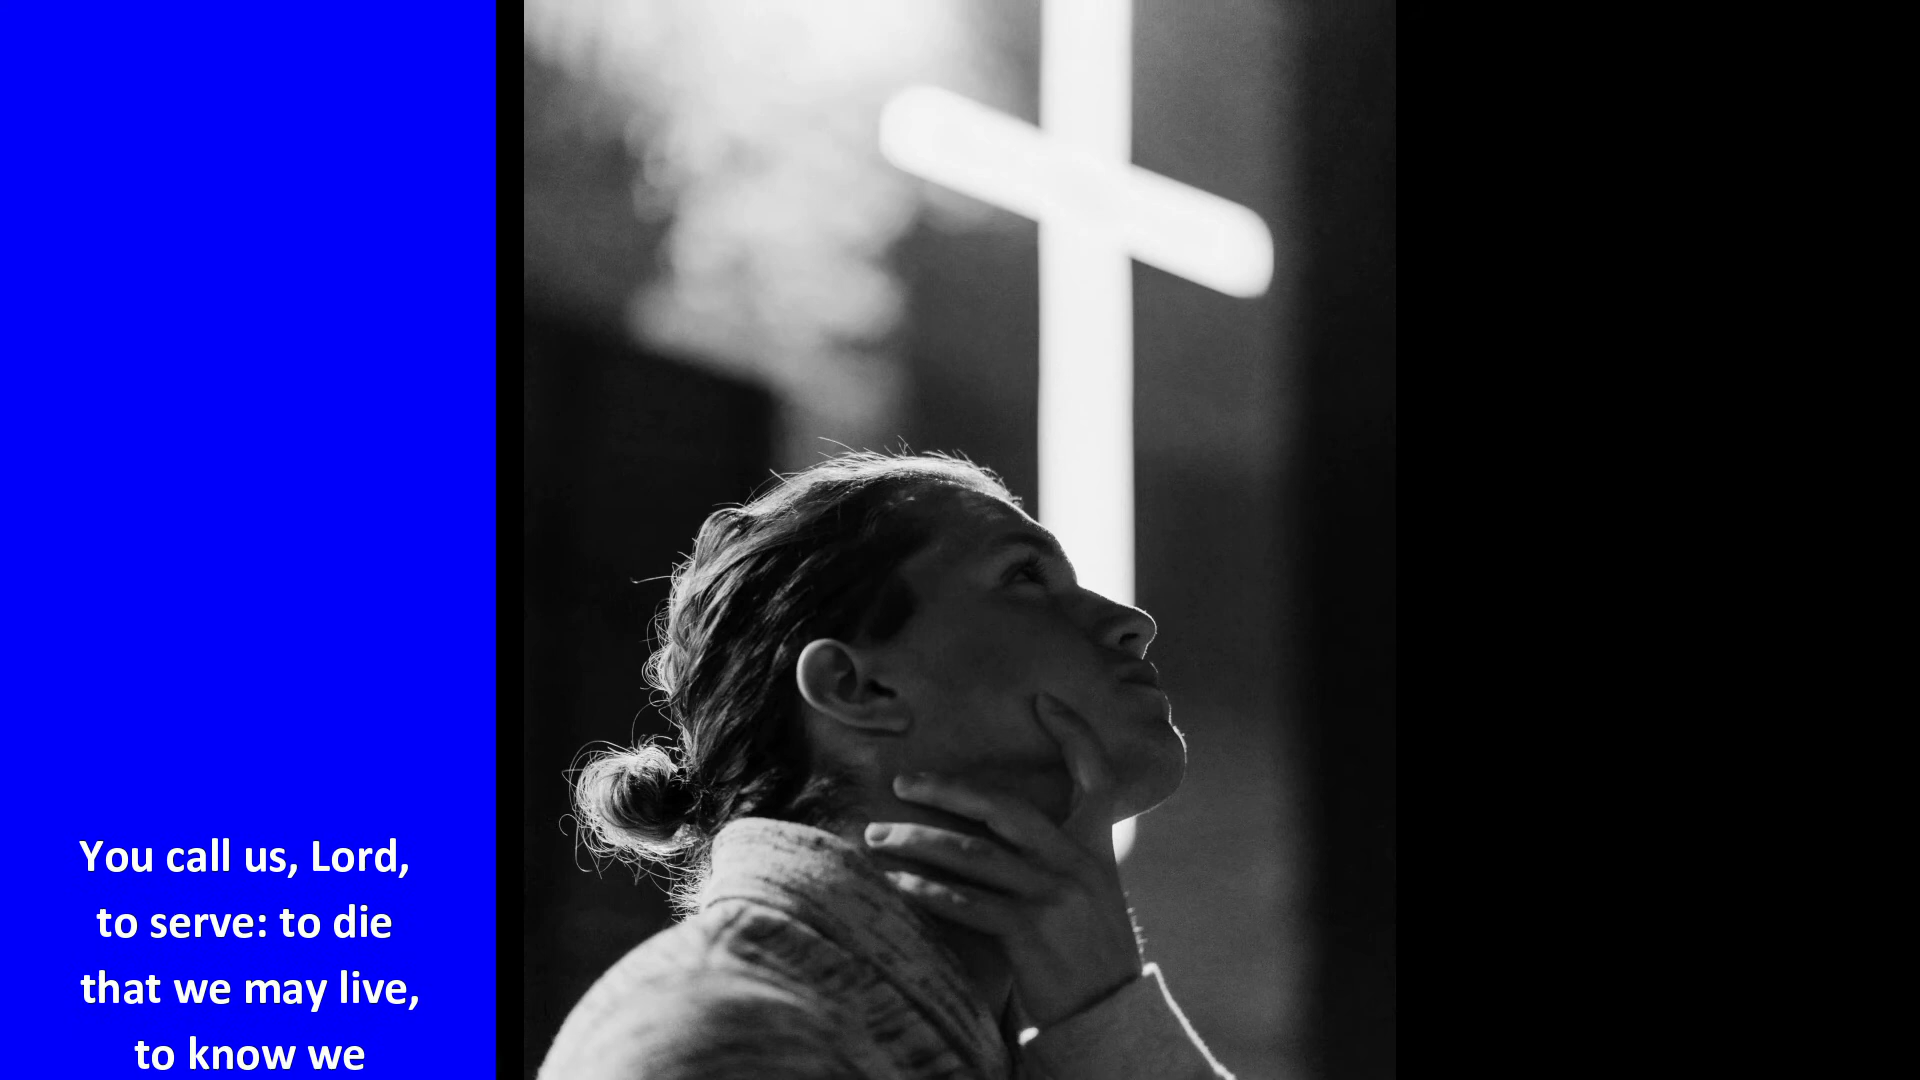 You call us, Lord,
to serve: to die
that we may live,
to know we